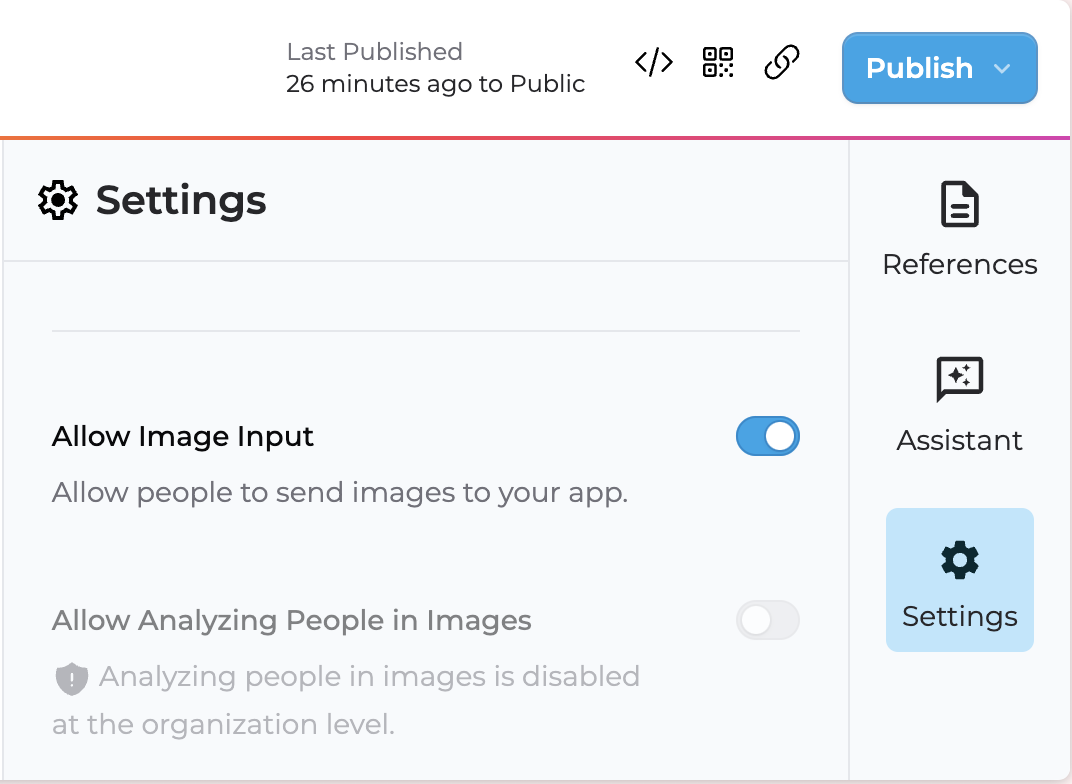 Last Published
26 minutes ago to Public
Publish
Settings
References
Allow Image Input
Allow people to send images to your app.
Assistant
Allow Analyzing People in Images
Analyzing people in images is disabled
at the organization level.
Settings